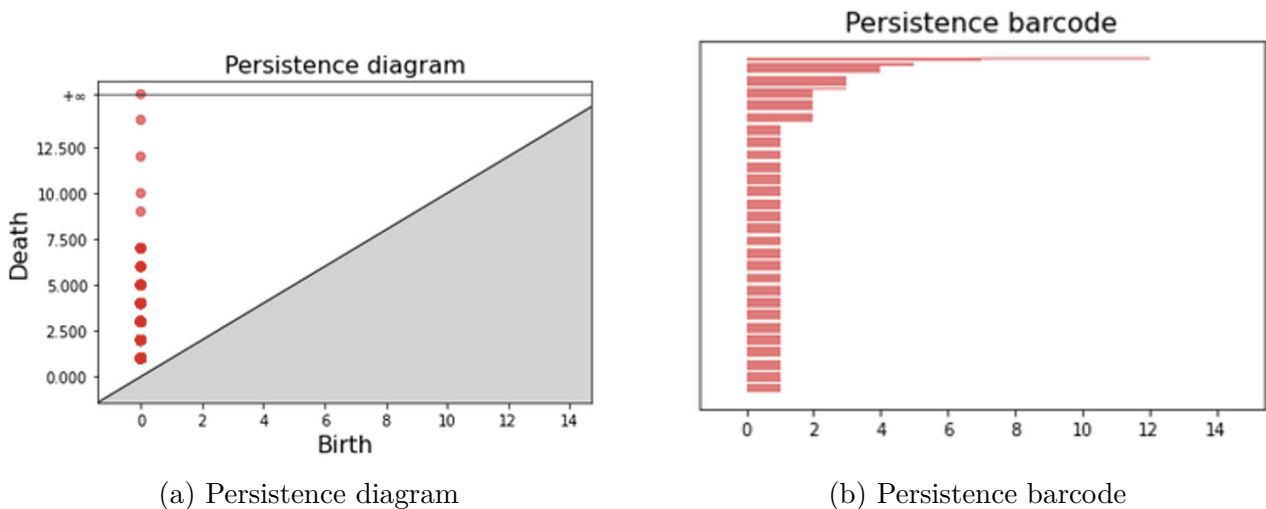 Persistence diagram
+∞
12.500
10.000
7.500
5.000
2.500
0.000
Death
0 2 4 6 8 10 12 14
Birth
(a) Persistence diagram
Persistence barcode
0 2 4 6 8 10 12 14
(b) Persistence barcode